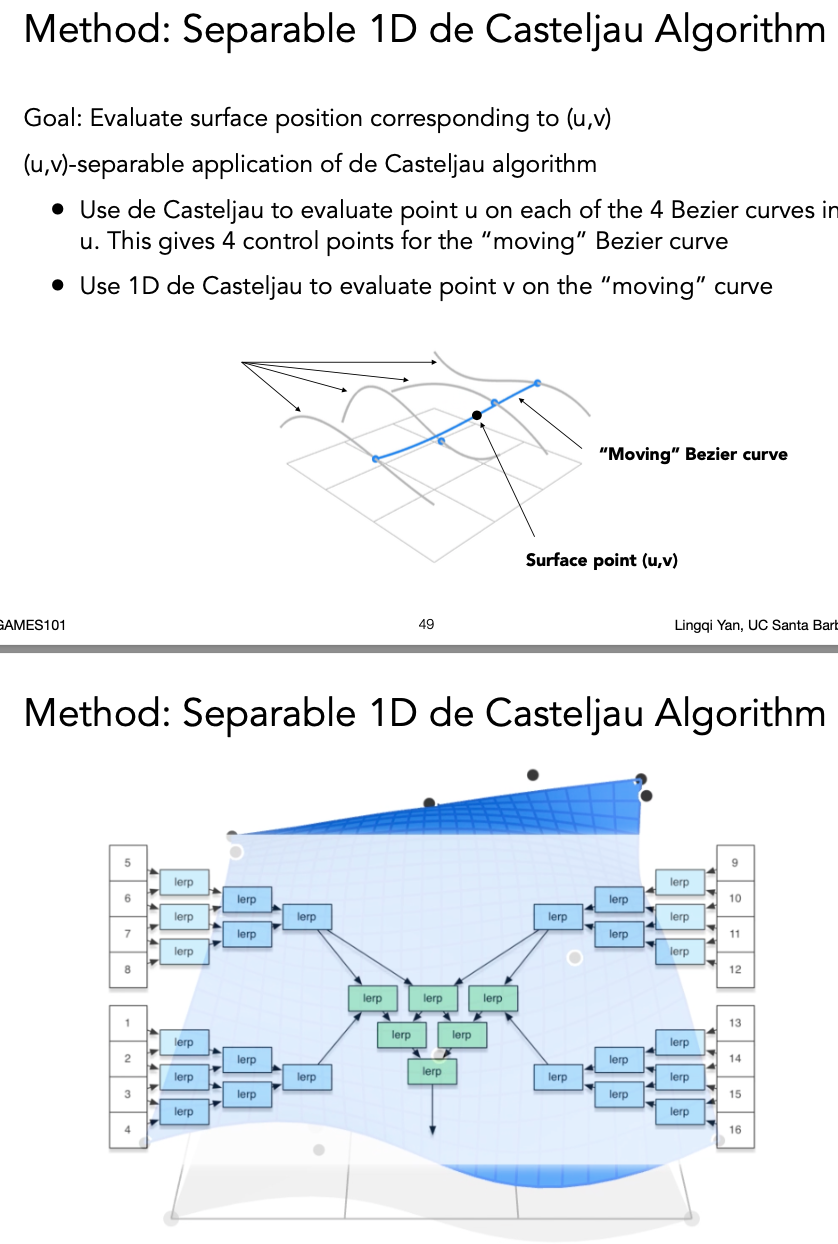 Method: Separable 1D de Casteljau Algorithm
Goal: Evaluate surface position corresponding to (u,v)
(u,v)-separable application of de Casteljau algorithm
• Use de Casteljau to evaluate point u on each of the 4 Bezier curves in
u. This gives 4 control points for the “moving” Bezier curve
• Use 1D de Casteljau to evaluate point v on the “moving” curve
“Moving” Bezier curve
Surface point (u,v)
GAMES101
49
Lingqi Yan, UC Santa Barb
Method: Separable 1D de Casteljau Algorithm
5
6
7
8
lerp
lerp
lerp
lerp
lerp
lerp
9
10
11
12
lerp
lerp
lerp
lerp
lerp
lerp
lerp
lerp
lerp
lerp
lerp
lerp
1
2
3
4
lerp
lerp
lerp
lerp
lerp
lerp
13
14
15
16
lerp
lerp
lerp
lerp
lerp
lerp